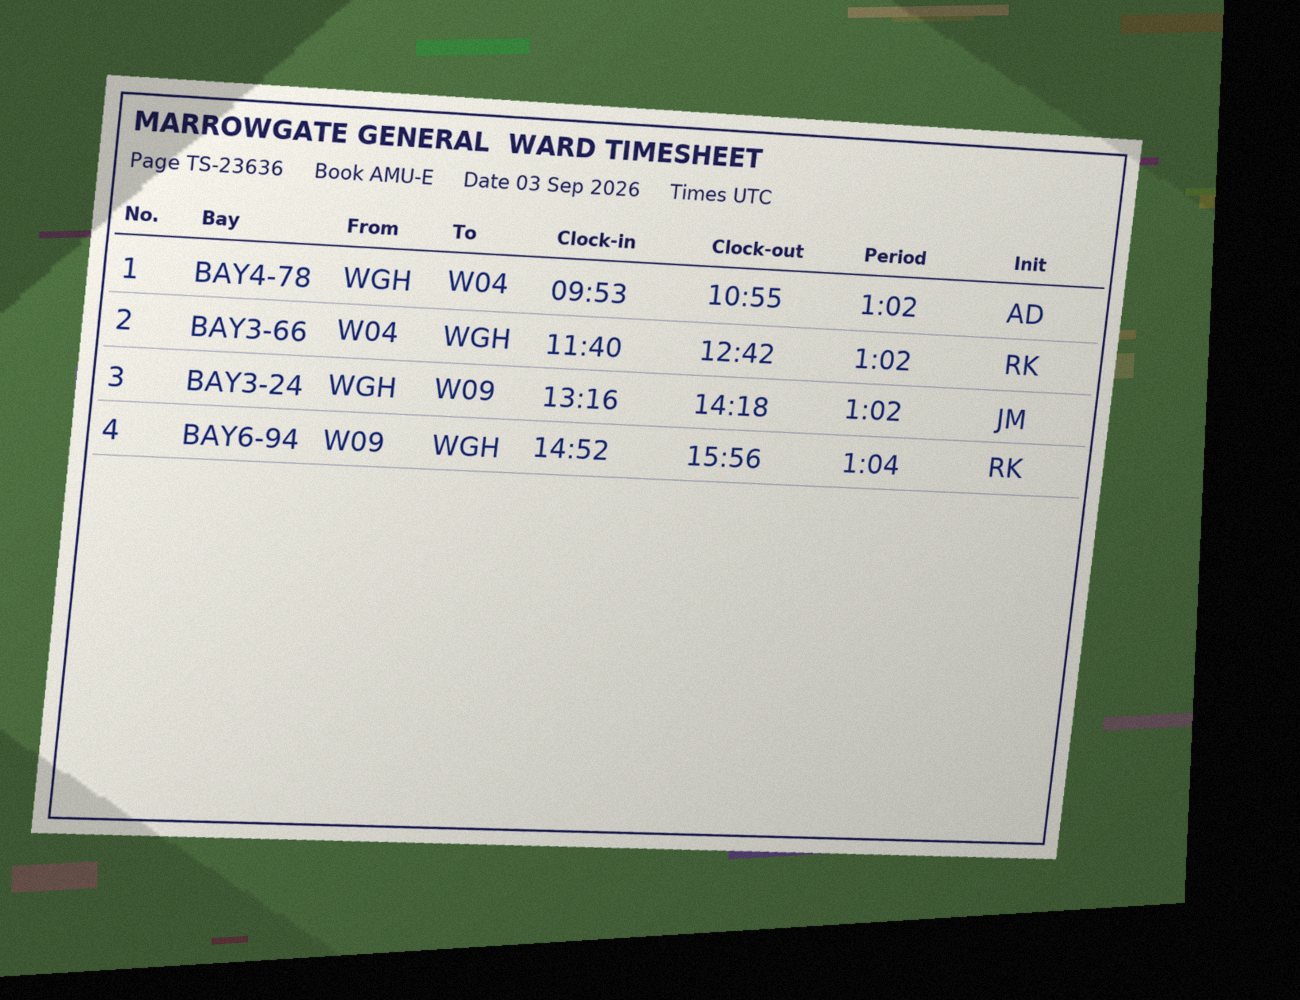 MARROWGATE GENERAL WARD TIMESHEET
Page TS-23636 Book AMU-E Date 03 Sep 2026 Times UTC
No. Bay From To Clock-in Clock-out Period Init
1 BAY4-78 WGH W04 09:53 10:55 1:02 AD
2 BAY3-66 W04 WGH 11:40 12:42 1:02 RK
3 BAY3-24 WGH W09 13:16 14:18 1:02 JM
4 BAY6-94 W09 WGH 14:52 15:56 1:04 RK